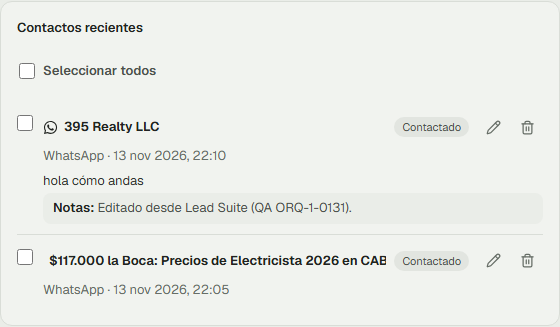 Contactos recientes
Seleccionar todos
395 Realty LLC
Contactado
WhatsApp · 13 nov 2026, 22:10
hola cómo andas
Notas: Editado desde Lead Suite (QA ORQ-1-0131).
$117.000 la Boca: Precios de Electricista 2026 en CAB
Contactado
WhatsApp · 13 nov 2026, 22:05